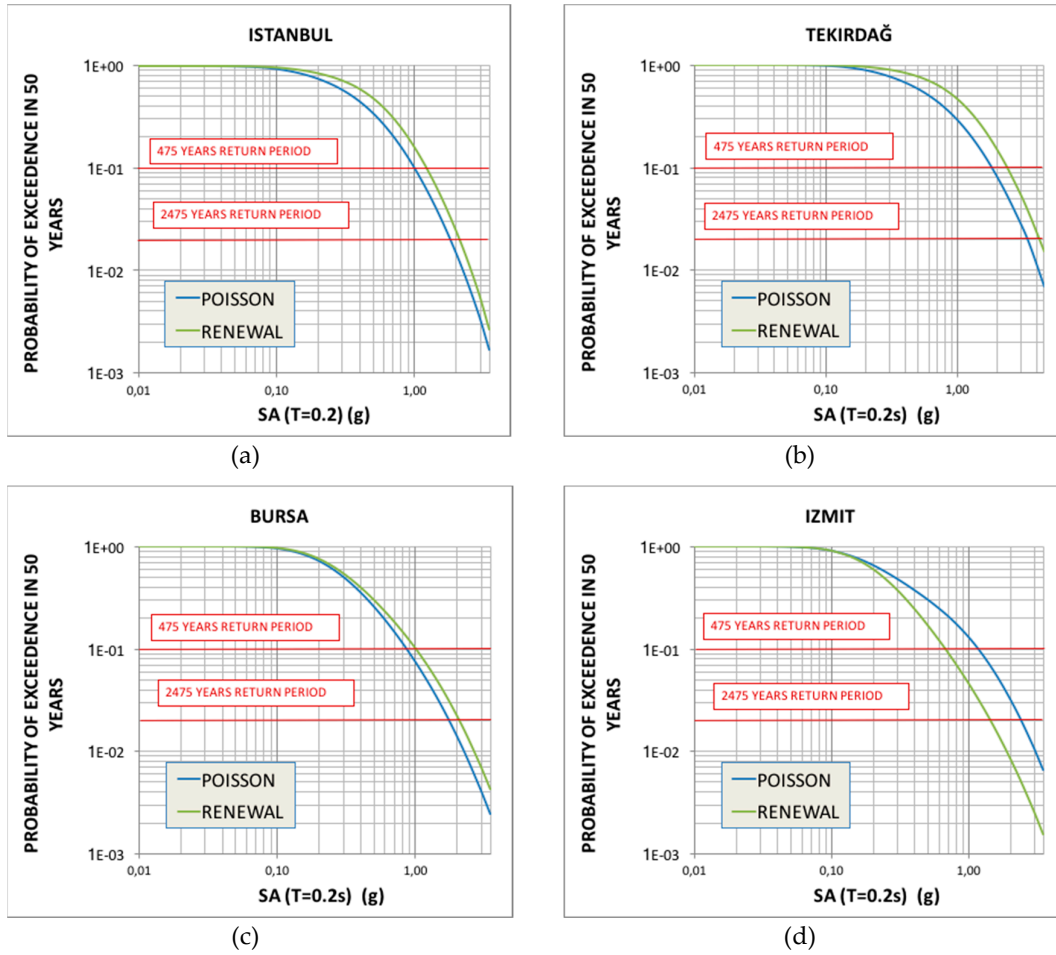 ISTANBUL
PROBABILITY OF EXCEEDENCE IN 50
YEARS
1E+00
1E-01
1E-02
1E-03
475 YEARS RETURN PERIOD
2475 YEARS RETURN PERIOD
POISSON
RENEWAL
0,01
0,10
1,00
SA (T=0.2) (g)
(a)
TEKIRDAĞ
PROBABILITY OF EXCEEDENCE IN 50
YEARS
1E+00
1E-01
1E-02
1E-03
475 YEARS RETURN PERIOD
2475 YEARS RETURN PERIOD
POISSON
RENEWAL
0,01
0,10
1,00
SA (T=0.2s) (g)
(b)
BURSA
PROBABILITY OF EXCEEDENCE IN 50
YEARS
1E+00
1E-01
1E-02
1E-03
475 YEARS RETURN PERIOD
2475 YEARS RETURN PERIOD
POISSON
RENEWAL
0,01
0,10
1,00
SA (T=0.2s) (g)
(c)
IZMIT
PROBABILITY OF EXCEEDENCE IN 50
YEARS
1E+00
1E-01
1E-02
1E-03
475 YEARS RETURN PERIOD
2475 YEARS RETURN PERIOD
POISSON
RENEWAL
0,01
0,10
1,00
SA (T=0.2s) (g)
(d)